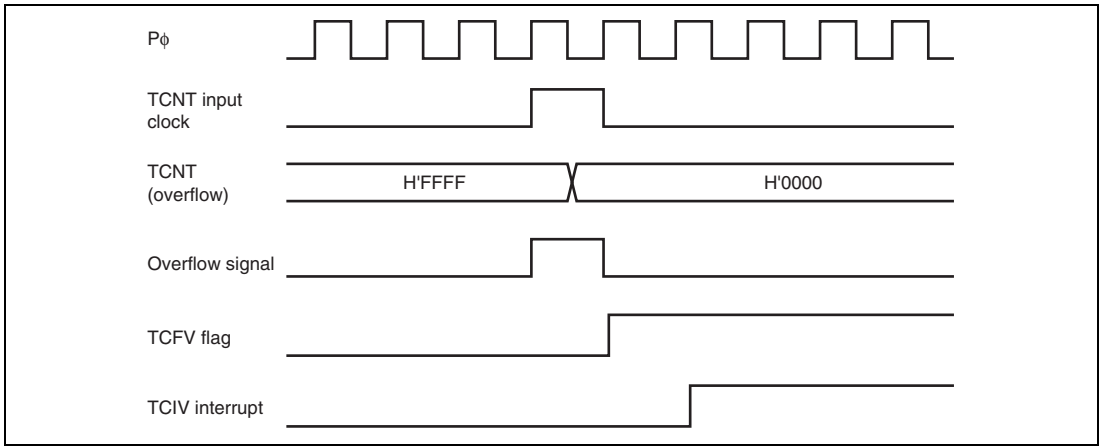 Pϕ
TCNT input
clock
TCNT
(overflow)
H'FFFF
H'0000
Overflow signal
TCFV flag
TCIV interrupt